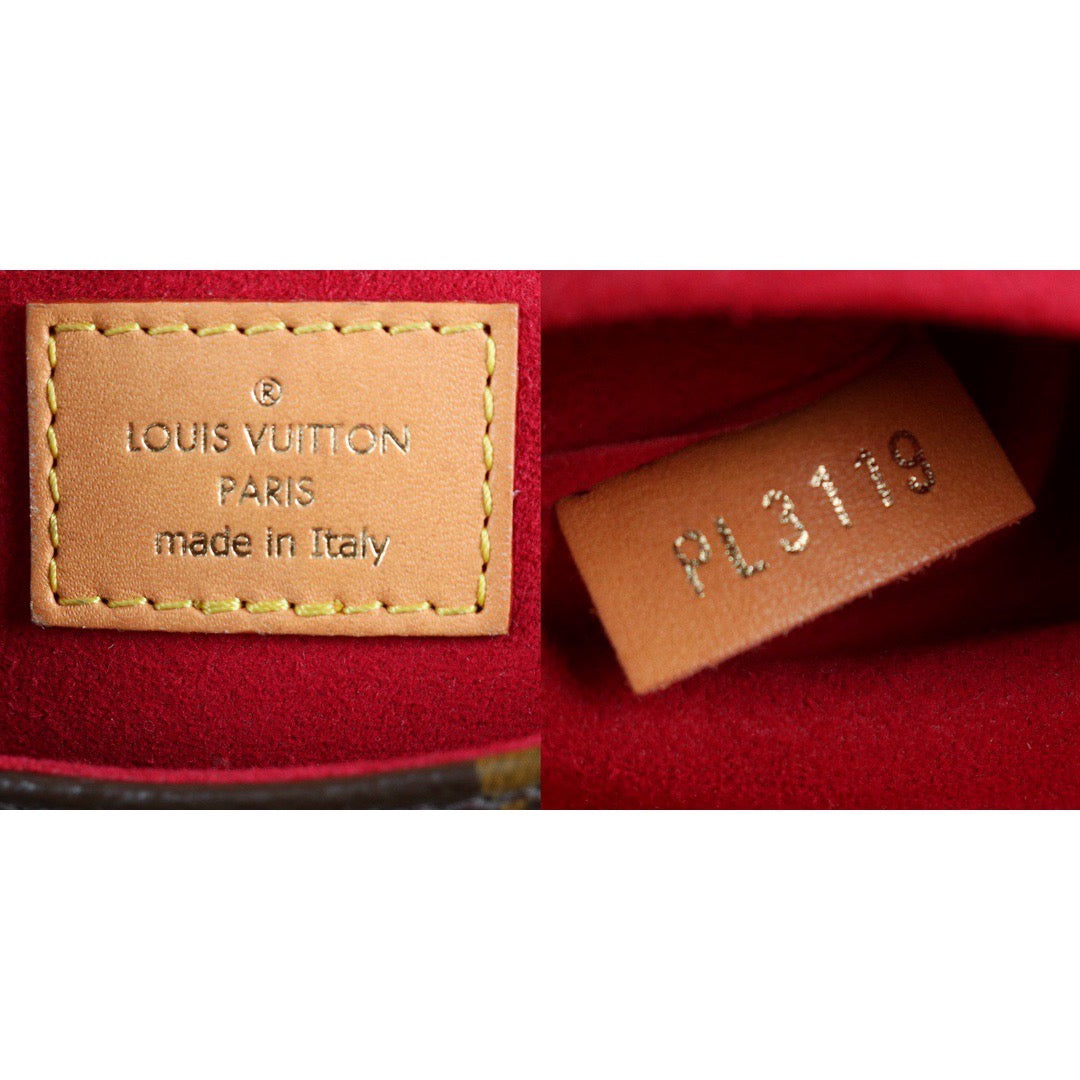 ®
LOUIS VUITTON
PARIS
made in Italy
PL3119